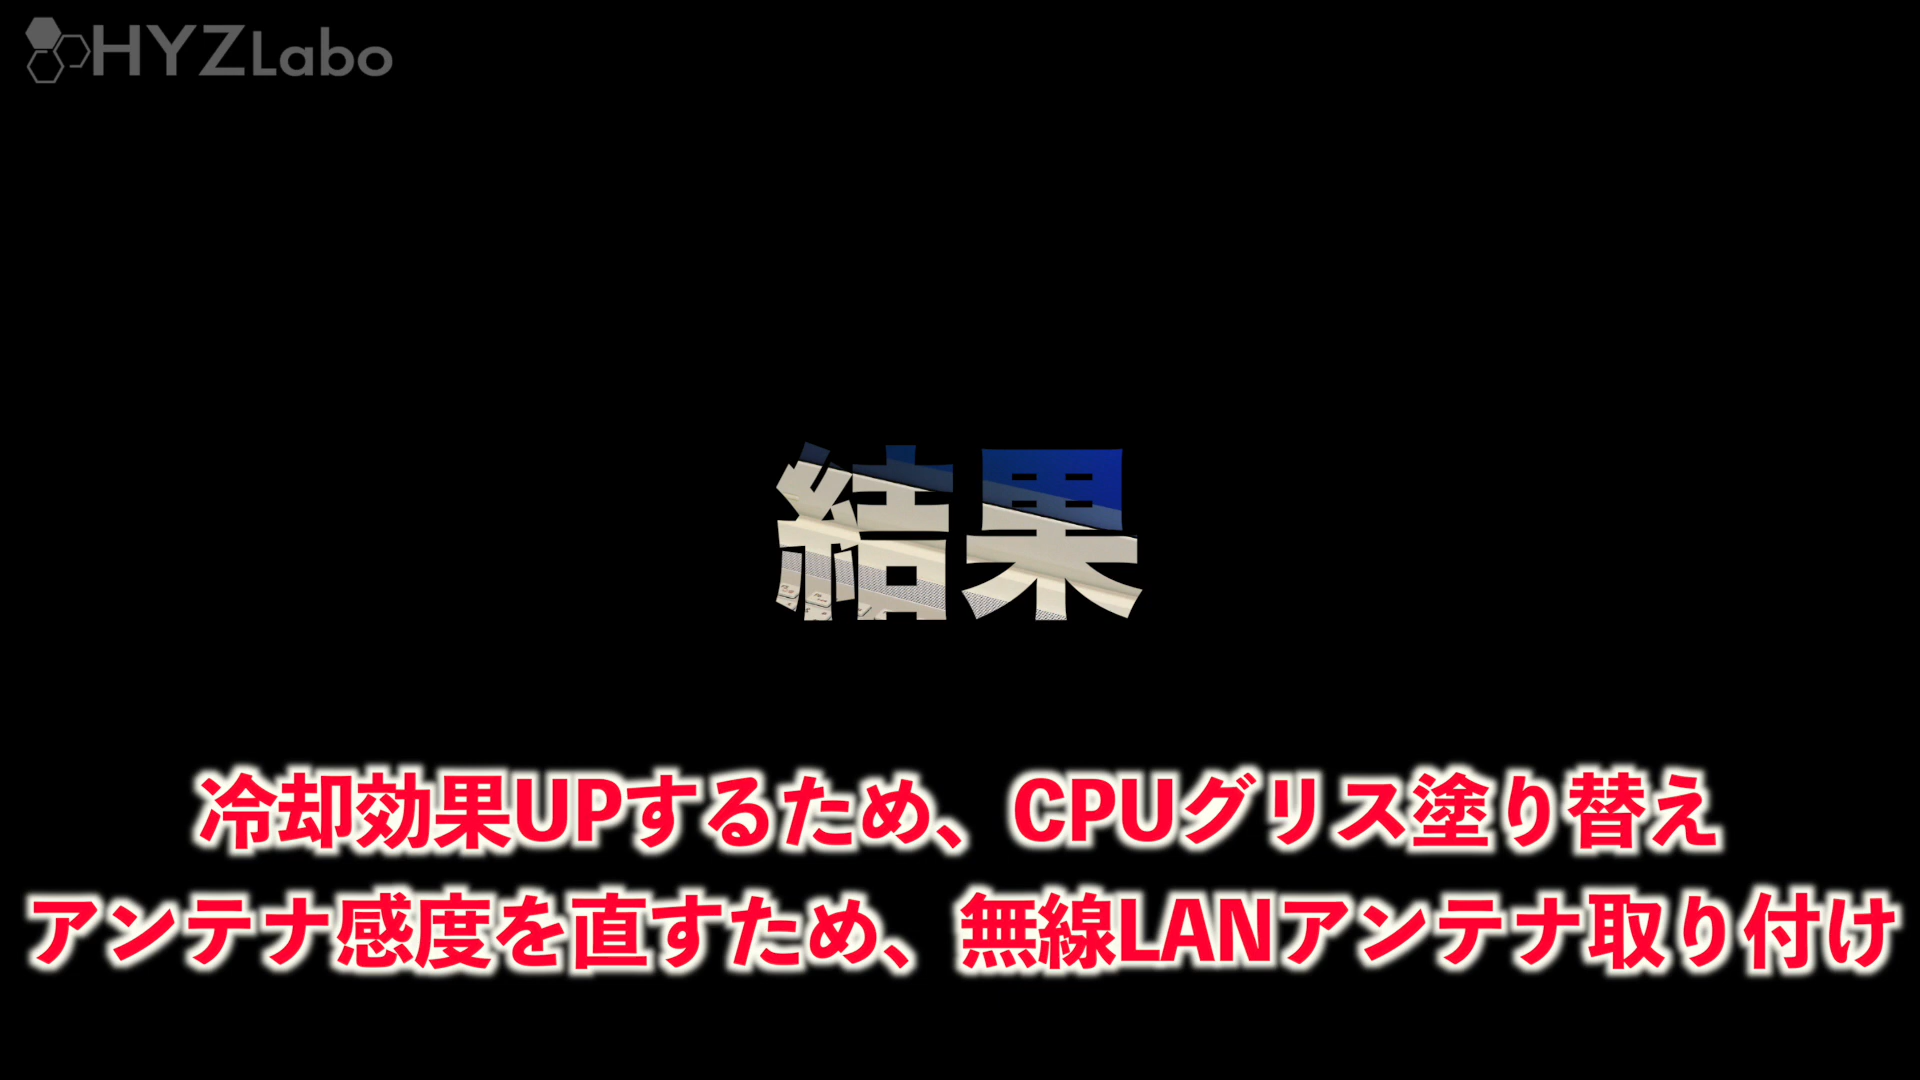 HYZLabo
結果
冷却効果UPするため、CPUグリス塗り替え
アンテナ感度を直すため、無線LANアンテナ取り付け